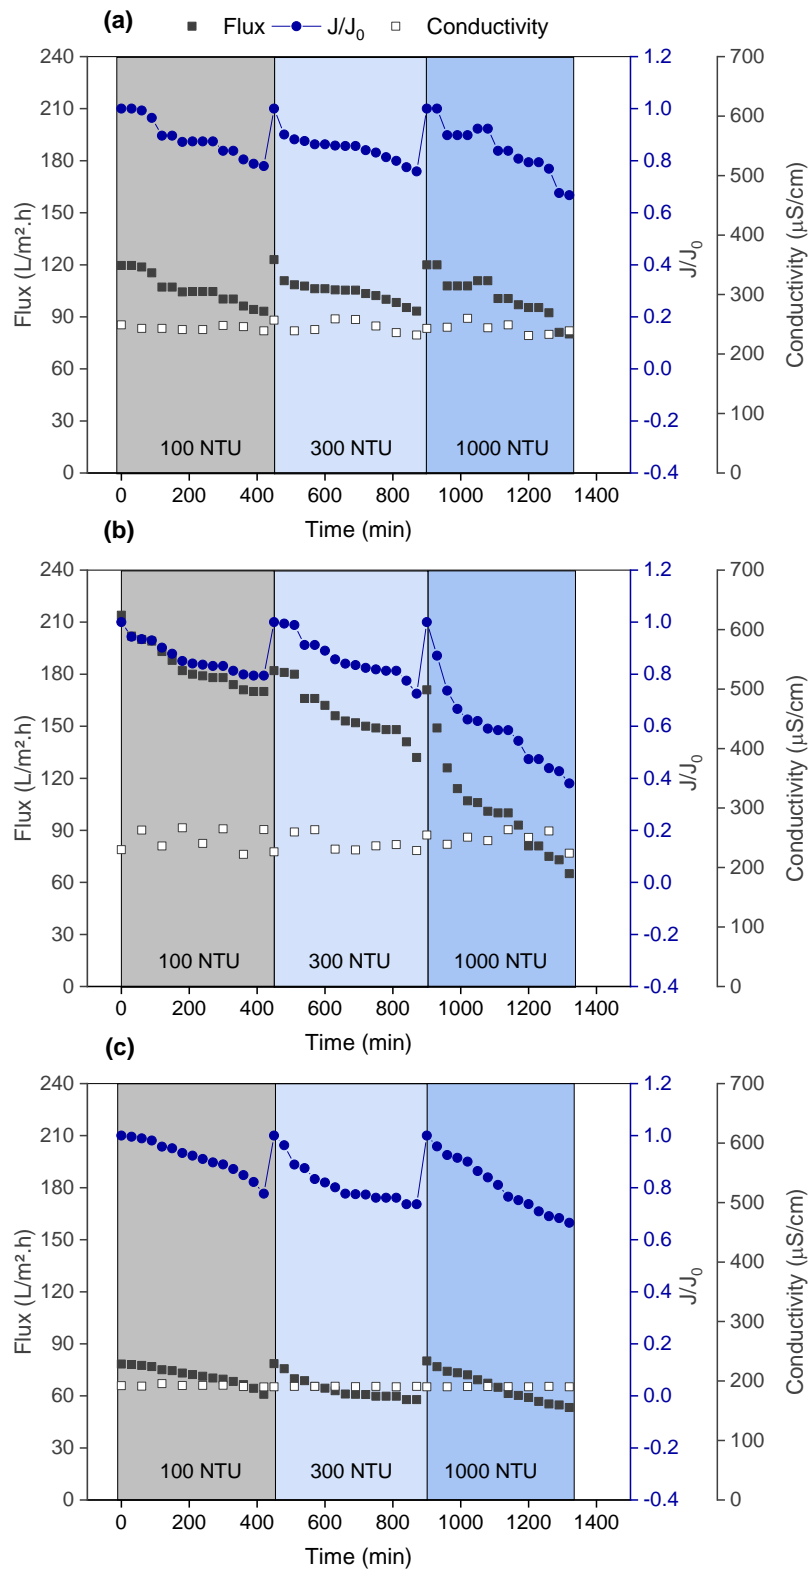 (a)
Flux J/J₀ Conductivity
240 1.2 700
210 1.0 600
180 0.8 500
150 0.6 400
120 0.4 300
90 0.2 200
60 0.0 100
30 -0.2 0
0 -0.4
Flux (L/m².h)
J/J₀
Conductivity (μS/cm)
100 NTU 300 NTU 1000 NTU
0 200 400 600 800 1000 1200 1400
Time (min)
(b)
240 1.2 700
210 1.0 600
180 0.8 500
150 0.6 400
120 0.4 300
90 0.2 200
60 0.0 100
30 -0.2 0
0 -0.4
Flux (L/m².h)
J/J₀
Conductivity (μS/cm)
100 NTU 300 NTU 1000 NTU
0 200 400 600 800 1000 1200 1400
Time (min)
(c)
240 1.2 700
210 1.0 600
180 0.8 500
150 0.6 400
120 0.4 300
90 0.2 200
60 0.0 100
30 -0.2 0
0 -0.4
Flux (L/m².h)
J/J₀
Conductivity (μS/cm)
100 NTU 300 NTU 1000 NTU
0 200 400 600 800 1000 1200 1400
Time (min)